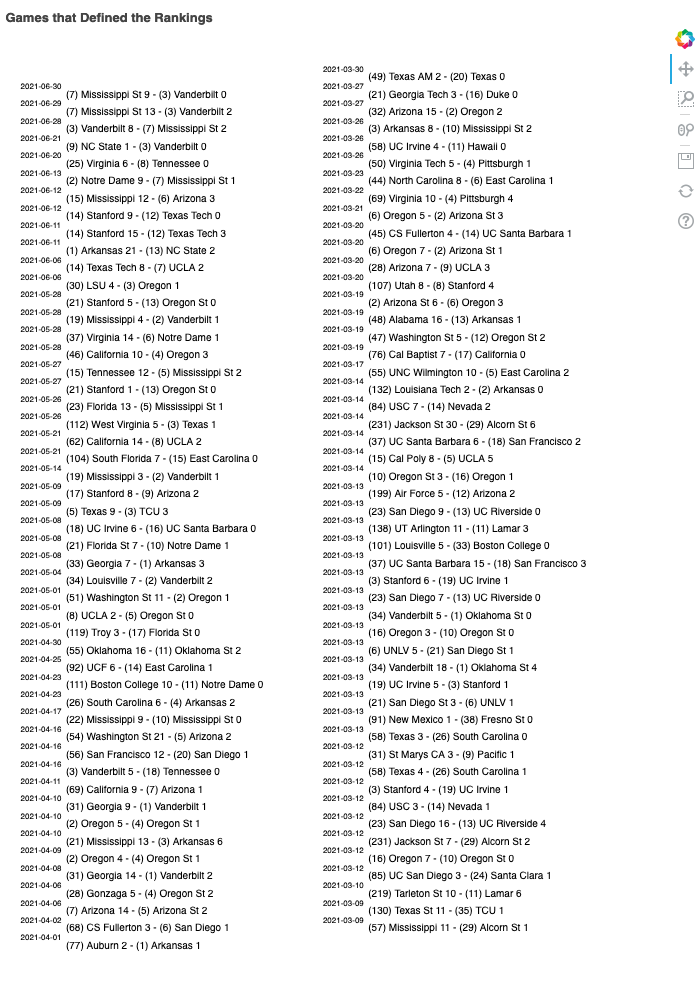 Games that Defined the Rankings
2021-06-30
(7) Mississippi St 9 - (3) Vanderbilt 0
2021-06-29
(7) Mississippi St 13 - (3) Vanderbilt 2
2021-06-28
(3) Vanderbilt 8 - (7) Mississippi St 2
2021-06-21
(9) NC State 1 - (3) Vanderbilt 0
2021-06-20
(25) Virginia 6 - (8) Tennessee 0
2021-06-13
(2) Notre Dame 9 - (7) Mississippi St 1
2021-06-12
(15) Mississippi 12 - (6) Arizona 3
2021-06-12
(14) Stanford 9 - (12) Texas Tech 0
2021-06-11
(14) Stanford 15 - (12) Texas Tech 3
2021-06-11
(1) Arkansas 21 - (13) NC State 2
2021-06-06
(14) Texas Tech 8 - (7) UCLA 2
2021-06-06
(30) LSU 4 - (3) Oregon 1
2021-05-28
(21) Stanford 5 - (13) Oregon St 0
2021-05-28
(19) Mississippi 4 - (2) Vanderbilt 1
2021-05-28
(37) Virginia 14 - (6) Notre Dame 1
2021-05-28
(46) California 10 - (4) Oregon 3
2021-05-27
(15) Tennessee 12 - (5) Mississippi St 2
2021-05-27
(21) Stanford 1 - (13) Oregon St 0
2021-05-26
(23) Florida 13 - (5) Mississippi St 1
2021-05-26
(112) West Virginia 5 - (3) Texas 1
2021-05-21
(62) California 14 - (8) UCLA 2
2021-05-21
(104) South Florida 7 - (15) East Carolina 0
2021-05-14
(19) Mississippi 3 - (2) Vanderbilt 1
2021-05-09
(17) Stanford 8 - (9) Arizona 2
2021-05-09
(5) Texas 9 - (3) TCU 3
2021-05-08
(18) UC Irvine 6 - (16) UC Santa Barbara 0
2021-05-08
(21) Florida St 7 - (10) Notre Dame 1
2021-05-08
(33) Georgia 7 - (1) Arkansas 3
2021-05-04
(34) Louisville 7 - (2) Vanderbilt 2
2021-05-01
(51) Washington St 11 - (2) Oregon 1
2021-05-01
(8) UCLA 2 - (5) Oregon St 0
2021-05-01
(119) Troy 3 - (17) Florida St 0
2021-04-30
(55) Oklahoma 16 - (11) Oklahoma St 2
2021-04-25
(92) UCF 6 - (14) East Carolina 1
2021-04-23
(111) Boston College 10 - (11) Notre Dame 0
2021-04-23
(26) South Carolina 6 - (4) Arkansas 2
2021-04-17
(22) Mississippi 9 - (10) Mississippi St 0
2021-04-16
(54) Washington St 21 - (5) Arizona 2
2021-04-16
(56) San Francisco 12 - (20) San Diego 1
2021-04-16
(3) Vanderbilt 5 - (18) Tennessee 0
2021-04-11
(69) California 9 - (7) Arizona 1
2021-04-10
(31) Georgia 9 - (1) Vanderbilt 1
2021-04-10
(2) Oregon 5 - (4) Oregon St 1
2021-04-10
(21) Mississippi 13 - (3) Arkansas 6
2021-04-09
(2) Oregon 4 - (4) Oregon St 1
2021-04-08
(31) Georgia 14 - (1) Vanderbilt 2
2021-04-06
(28) Gonzaga 5 - (4) Oregon St 2
2021-04-06
(7) Arizona 14 - (5) Arizona St 2
2021-04-02
(68) CS Fullerton 3 - (6) San Diego 1
2021-04-01
(77) Auburn 2 - (1) Arkansas 1
2021-03-30
(49) Texas AM 2 - (20) Texas 0
2021-03-27
(21) Georgia Tech 3 - (16) Duke 0
2021-03-27
(32) Arizona 15 - (2) Oregon 2
2021-03-26
(3) Arkansas 8 - (10) Mississippi St 2
2021-03-26
(58) UC Irvine 4 - (11) Hawaii 0
2021-03-26
(50) Virginia Tech 5 - (4) Pittsburgh 1
2021-03-23
(44) North Carolina 8 - (6) East Carolina 1
2021-03-22
(69) Virginia 10 - (4) Pittsburgh 4
2021-03-21
(6) Oregon 5 - (2) Arizona St 3
2021-03-20
(45) CS Fullerton 4 - (14) UC Santa Barbara 1
2021-03-20
(6) Oregon 7 - (2) Arizona St 1
2021-03-20
(28) Arizona 7 - (9) UCLA 3
2021-03-20
(107) Utah 8 - (8) Stanford 4
2021-03-19
(2) Arizona St 6 - (6) Oregon 3
2021-03-19
(48) Alabama 16 - (13) Arkansas 1
2021-03-19
(47) Washington St 5 - (12) Oregon St 2
2021-03-19
(76) Cal Baptist 7 - (17) California 0
2021-03-17
(55) UNC Wilmington 10 - (5) East Carolina 2
2021-03-14
(132) Louisiana Tech 2 - (2) Arkansas 0
2021-03-14
(84) USC 7 - (14) Nevada 2
2021-03-14
(231) Jackson St 30 - (29) Alcorn St 6
2021-03-14
(37) UC Santa Barbara 6 - (18) San Francisco 2
2021-03-14
(15) Cal Poly 8 - (5) UCLA 5
2021-03-14
(10) Oregon St 3 - (16) Oregon 1
2021-03-13
(199) Air Force 5 - (12) Arizona 2
2021-03-13
(23) San Diego 9 - (13) UC Riverside 0
2021-03-13
(138) UT Arlington 11 - (11) Lamar 3
2021-03-13
(101) Louisville 5 - (33) Boston College 0
2021-03-13
(37) UC Santa Barbara 15 - (18) San Francisco 3
2021-03-13
(3) Stanford 6 - (19) UC Irvine 1
2021-03-13
(23) San Diego 7 - (13) UC Riverside 0
2021-03-13
(34) Vanderbilt 5 - (1) Oklahoma St 0
2021-03-13
(16) Oregon 3 - (10) Oregon St 0
2021-03-13
(6) UNLV 5 - (21) San Diego St 1
2021-03-13
(34) Vanderbilt 18 - (1) Oklahoma St 4
2021-03-13
(19) UC Irvine 5 - (3) Stanford 1
2021-03-13
(21) San Diego St 3 - (6) UNLV 1
2021-03-13
(91) New Mexico 1 - (38) Fresno St 0
2021-03-13
(58) Texas 3 - (26) South Carolina 0
2021-03-12
(31) St Marys CA 3 - (9) Pacific 1
2021-03-12
(58) Texas 4 - (26) South Carolina 1
2021-03-12
(3) Stanford 4 - (19) UC Irvine 1
2021-03-12
(84) USC 3 - (14) Nevada 1
2021-03-12
(23) San Diego 16 - (13) UC Riverside 4
2021-03-12
(231) Jackson St 7 - (29) Alcorn St 2
2021-03-12
(16) Oregon 7 - (10) Oregon St 0
2021-03-12
(85) UC San Diego 3 - (24) Santa Clara 1
2021-03-10
(219) Tarleton St 10 - (11) Lamar 6
2021-03-09
(130) Texas St 11 - (35) TCU 1
2021-03-09
(57) Mississippi 11 - (29) Alcorn St 1